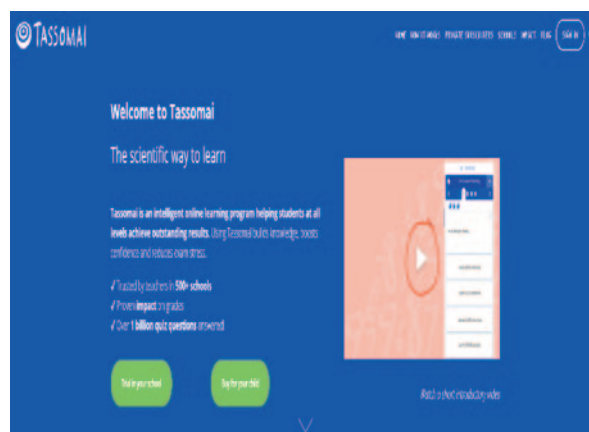 TASSOMAI
HOME HOW IT WORKS PRIVATE SUBSCRIBERS SCHOOLS IMPACT BLOG SIGN IN
Welcome to Tassomai
The scientific way to learn
Tassomai is an intelligent online learning program helping students at all
levels achieve outstanding results. Using Tassomai builds knowledge, boosts
confidence and reduces exam stress.
✓ Trusted by teachers in 500+ schools
✓ Proven impact on grades
✓ Over 1 billion quiz questions answered!
Trial in your school
Buy for your child
Watch a short introductory video